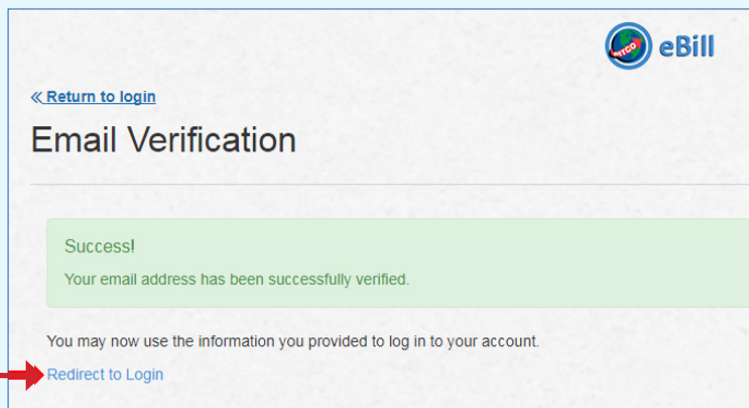 eBill
« Return to login
Email Verification
Success!
Your email address has been successfully verified.
You may now use the information you provided to log in to your account.
Redirect to Login